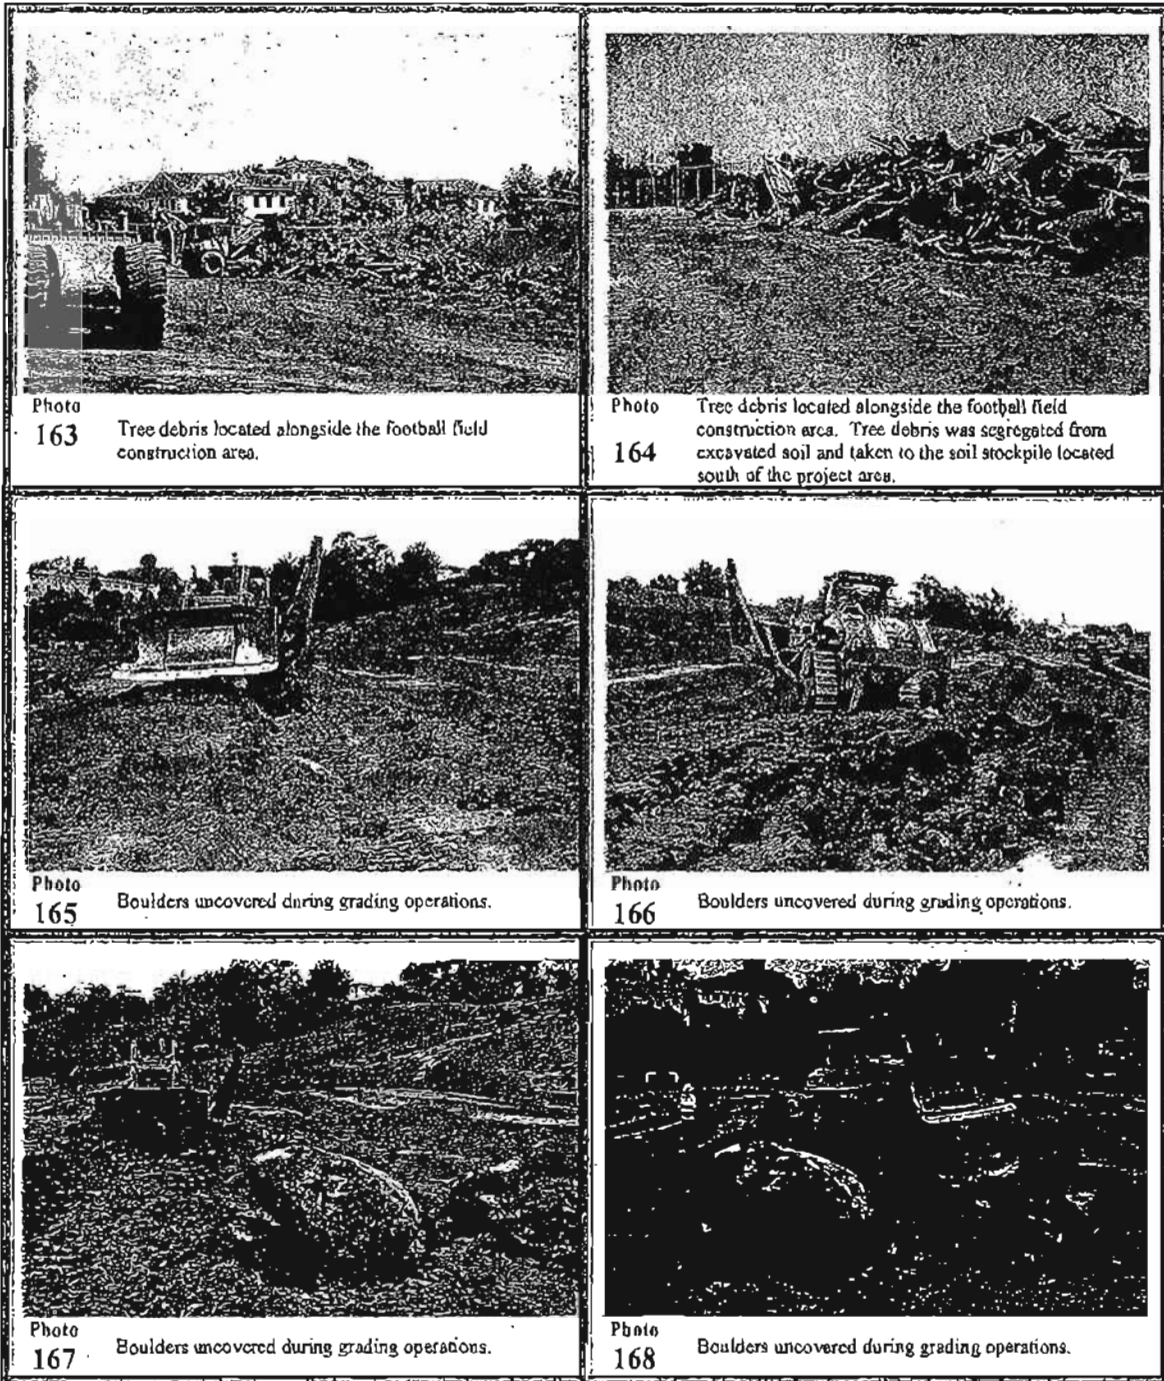 Photo
163
Tree debris located alongside the football field
construction area.
Photo
164
Tree debris located alongside the football field
construction area. Tree debris was segregated from
excavated soil and taken to the soil stockpile located
south of the project area.
Photo
165
Boulders uncovered during grading operations.
Photo
166
Boulders uncovered during grading operations.
Photo
167
Boulders uncovered during grading operations.
Photo
168
Boulders uncovered during grading operations.